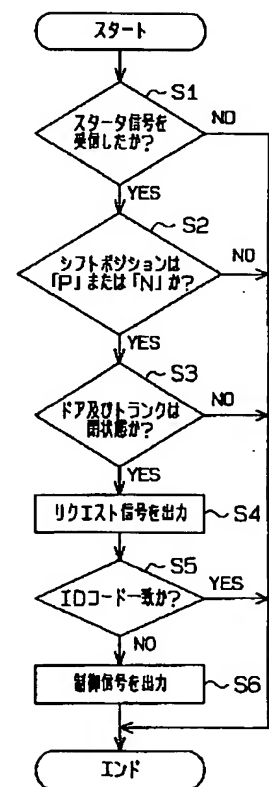 スタート
S1
スタータ信号を
受信したか?
NO
YES
S2
シフトポジションは
「P」または「N」か?
NO
YES
S3
ドア及びトランクは
閉状態か?
NO
YES
リクエスト信号を出力
S4
S5
IDコード一致か?
YES
NO
制御信号を出力
S6
エンド